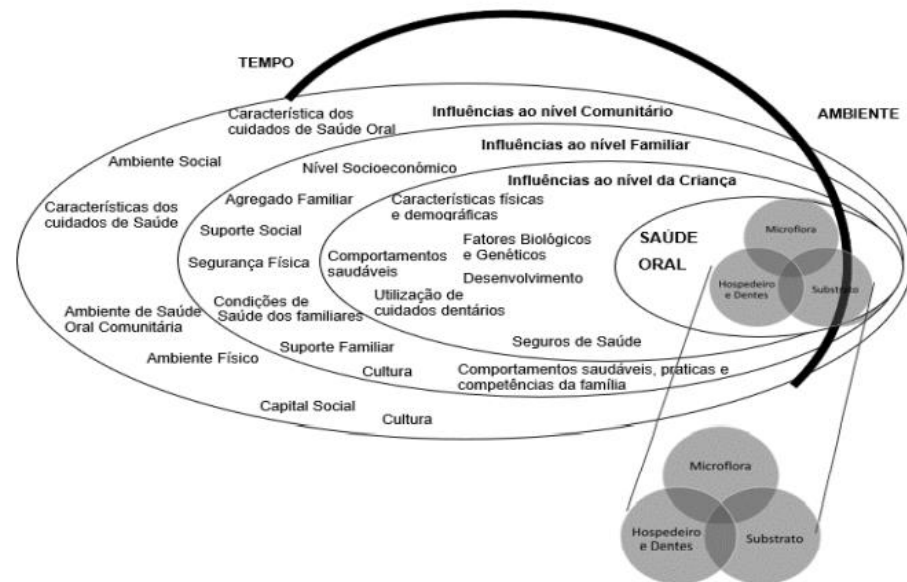 TEMPO
AMBIENTE
Característica dos
cuidados de Saúde Oral
Influências ao nível Comunitário
Ambiente Social
Influências ao nível Familiar
Nível Socioeconómico
Influências ao nível da Criança
Características dos
cuidados de Saúde
Agregado Familiar
Características físicas
e demográficas
Suporte Social
Fatores Biológicos
e Genéticos
SAÚDE
ORAL
Microflora
Segurança Física
Comportamentos
saudáveis
Desenvolvimento
Hospedeiro
e Dentes
Substrato
Ambiente de Saúde
Oral Comunitária
Condições de
Saúde dos familiares
Utilização de
cuidados dentários
Ambiente Físico
Suporte Familiar
Seguros de Saúde
Cultura
Comportamentos saudáveis, praticas e
competências da família
Capital Social
Cultura
Microflora
Hospedeiro
e Dentes
Substrato